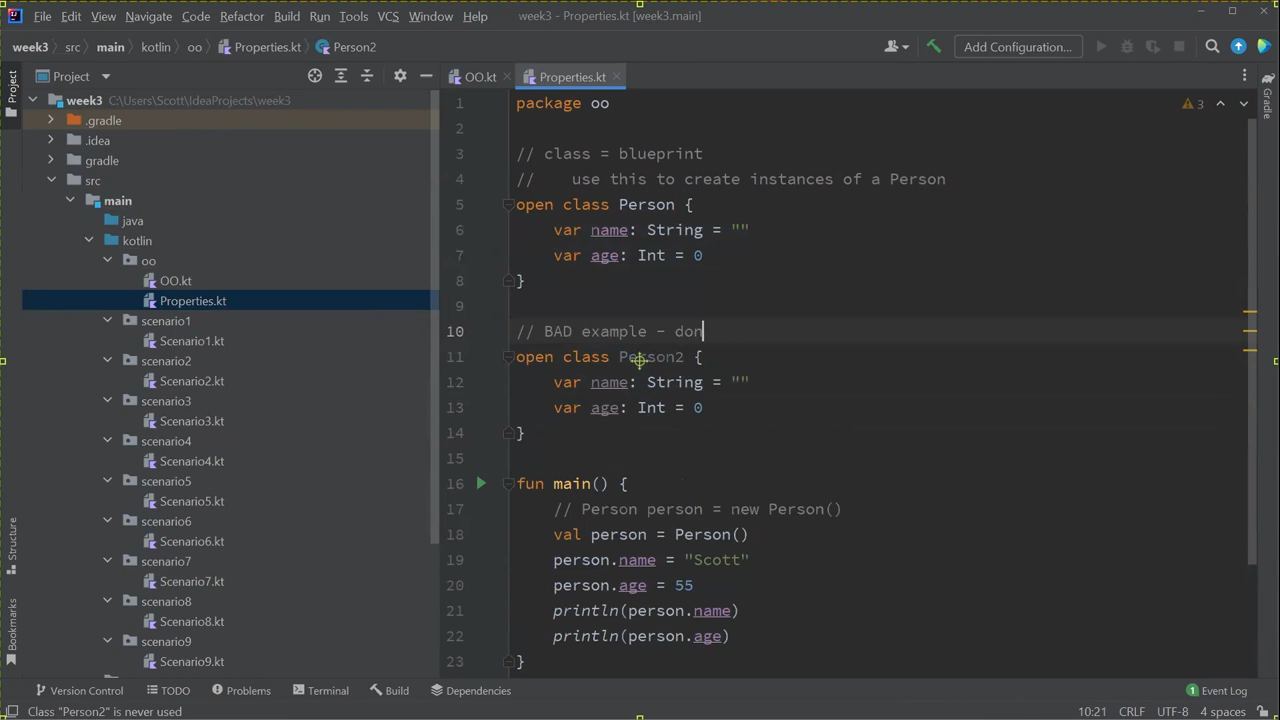 File Edit View Navigate Code Refactor Build Run Tools VCS Window Help week3 - Properties.kt [week3.main]
week3 src main kotlin oo Properties.kt Person2 Add Configuration...
Project
Project
OO.kt
Properties.kt
week3 C:\Users\Scott\IdeaProjects\week3
.gradle
.idea
gradle
src
main
java
kotlin
oo
OO.kt
Properties.kt
scenario1
Scenario1.kt
scenario2
Scenario2.kt
scenario3
Scenario3.kt
scenario4
Scenario4.kt
scenario5
Scenario5.kt
scenario6
Scenario6.kt
scenario7
Scenario7.kt
scenario8
Scenario8.kt
scenario9
Scenario9.kt
Structure
Bookmarks
1 package oo
2
3 // class = blueprint
4 //    use this to create instances of a Person
5 open class Person {
6     var name: String = ""
7     var age: Int = 0
8 }
9
10 // BAD example - don
11 open class Person2 {
12     var name: String = ""
13     var age: Int = 0
14 }
15
16 fun main() {
17     // Person person = new Person()
18     val person = Person()
19     person.name = "Scott"
20     person.age = 55
21     println(person.name)
22     println(person.age)
23 }
3
Gradle
Version Control TODO Problems Terminal Build Dependencies 1 Event Log
Class "Person2" is never used 10:21 CRLF UTF-8 4 spaces